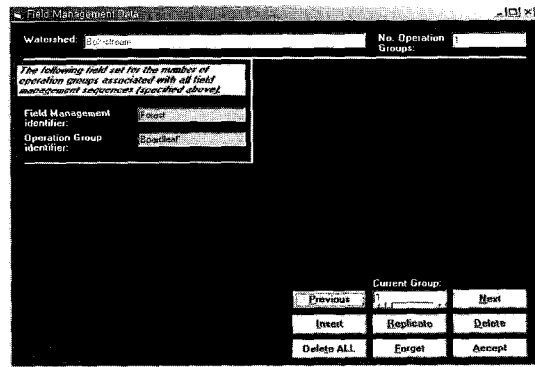 Field Management Data
Watershed:
No. Operation
Groups:
1
The following field set for the number of
operation groups associated with all field
management sequences (specified above).
Field Management
identifier:
Forest
Operation Group
identifier:
Current Group:
Previous
1
Next
Insert
Replicate
Delete
Delete ALL
Forget
Accept